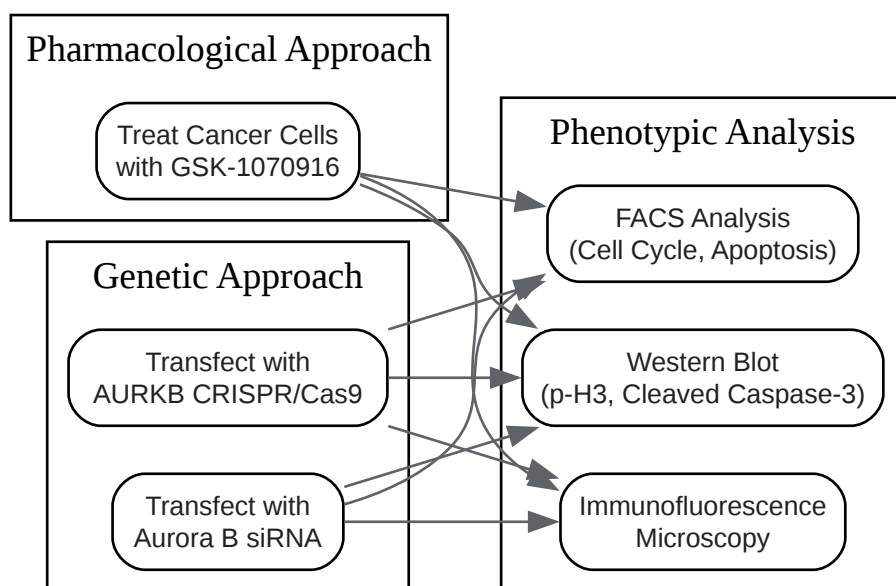 Pharmacological Approach
Treat Cancer Cells
with GSK-1070916
Genetic Approach
Transfect with
AURKB CRISPR/Cas9
Transfect with
Aurora B siRNA
Phenotypic Analysis
FACS Analysis
(Cell Cycle, Apoptosis)
Western Blot
(p-H3, Cleaved Caspase-3)
Immunofluorescence
Microscopy